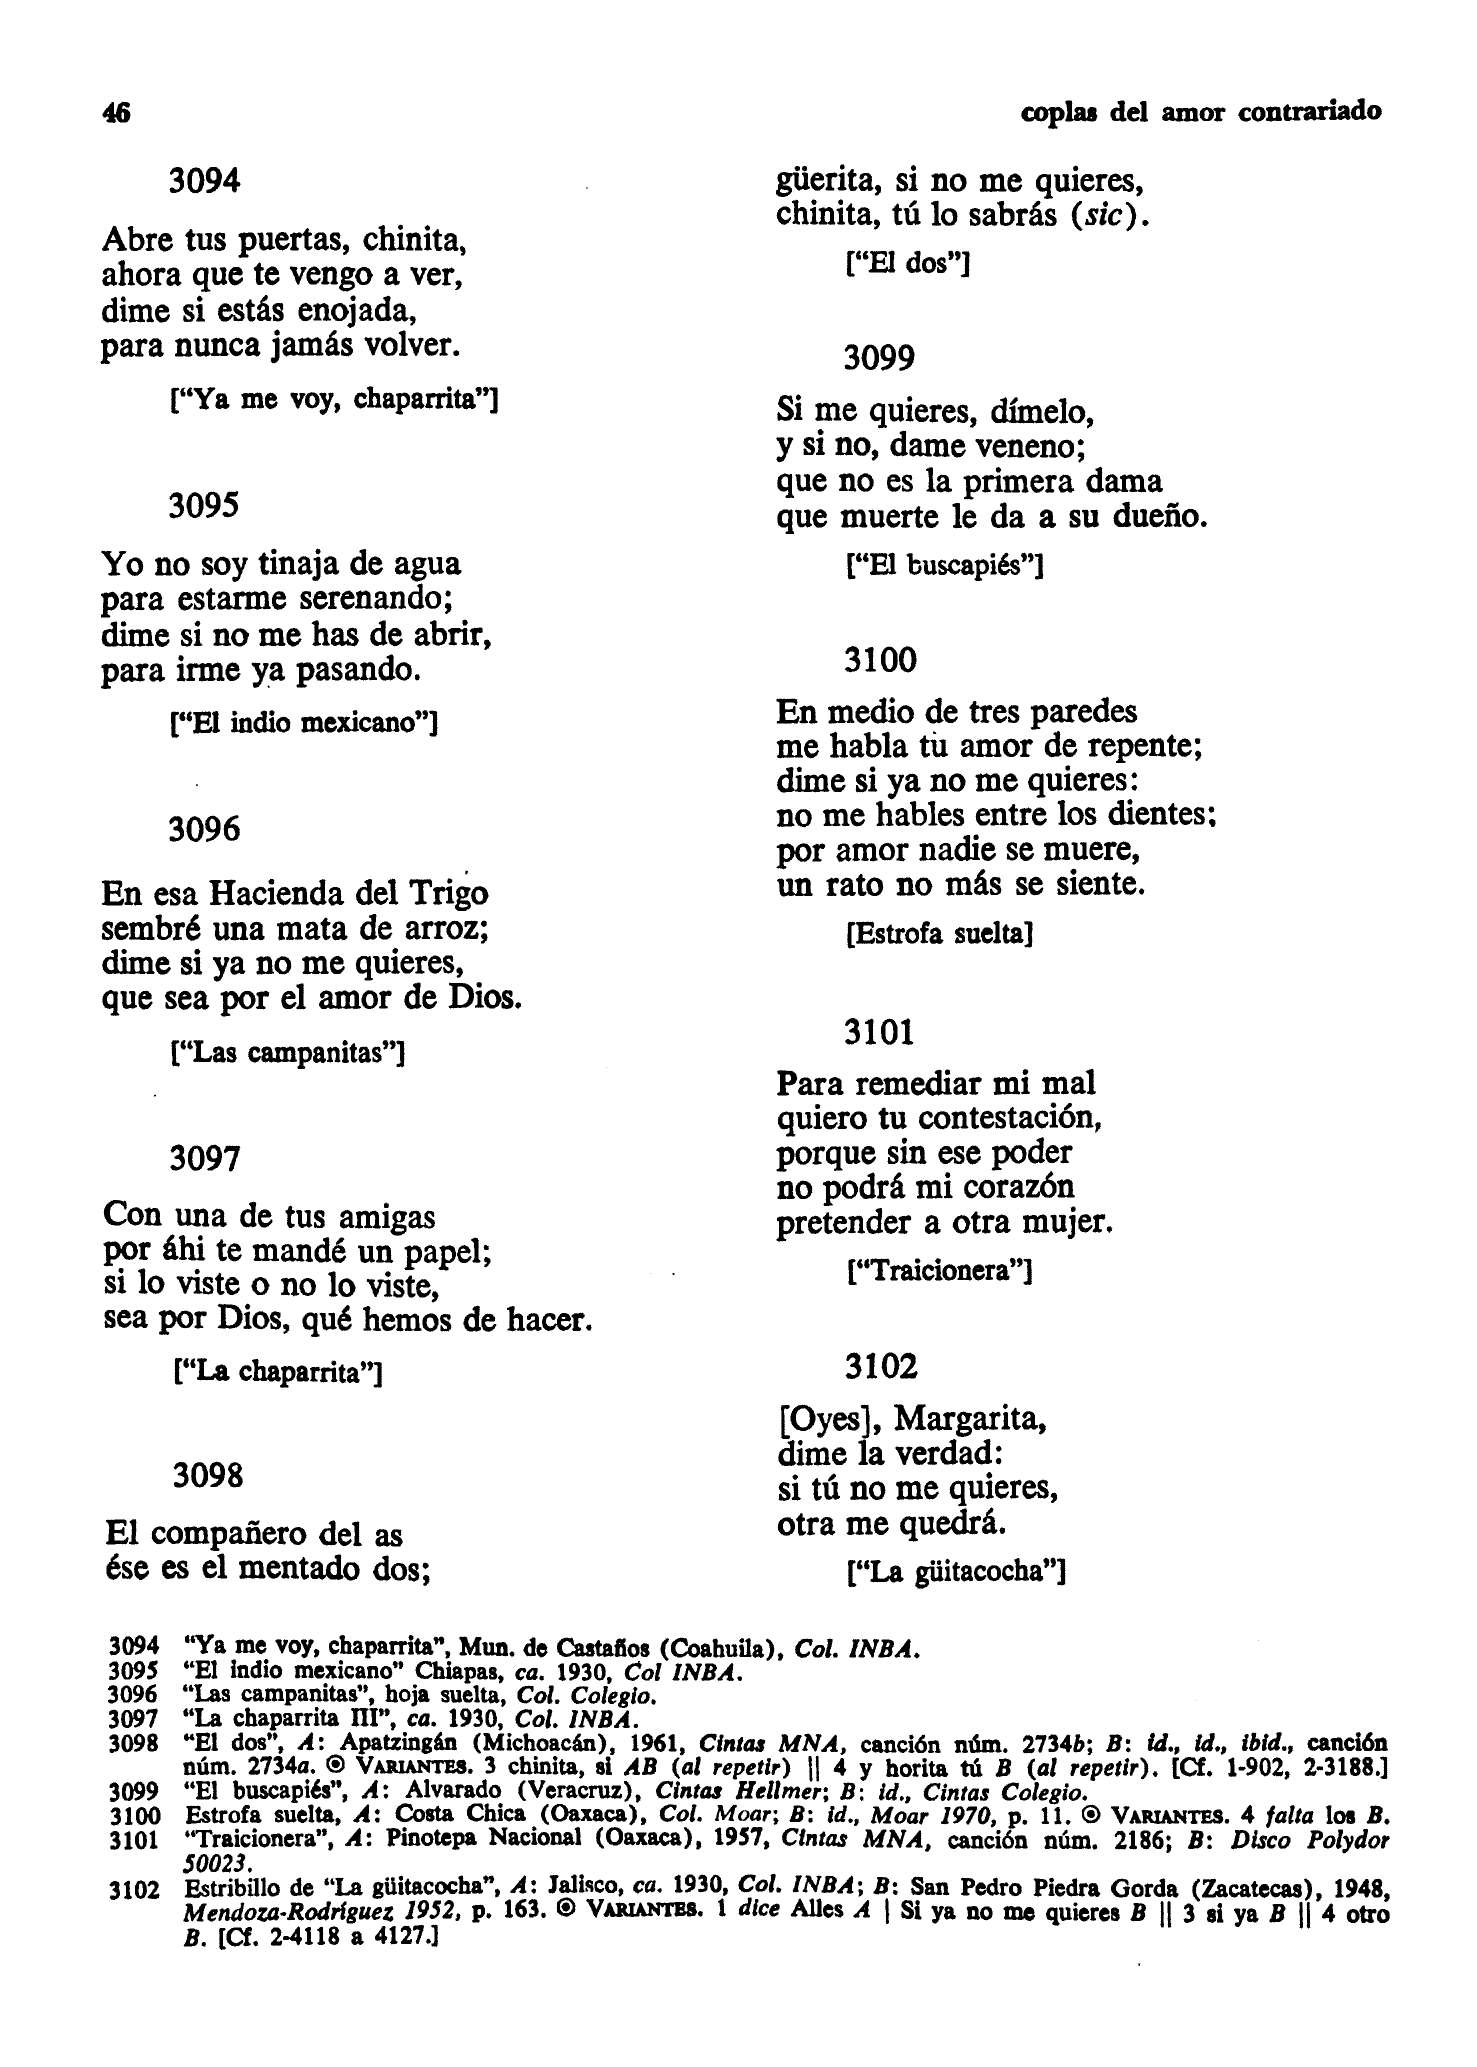 46
coplas del amor contrariado
3094
Abre tus puertas, chinita,
ahora que te vengo a ver,
dime si estás enojada,
para nunca jamás volver.
[“Ya me voy, chaparrita”]
3095
Yo no soy tinaja de agua
para estarme serenando;
dime si no me has de abrir,
para irme ya pasando.
[“El indio mexicano”]
3096
En esa Hacienda del Trigo
sembré una mata de arroz;
dime si ya no me quieres,
que sea por el amor de Dios.
[“Las campanitas”]
3097
Con una de tus amigas
por áhi te mandé un papel;
si lo viste o no lo viste,
sea por Dios, qué hemos de hacer.
[“La chaparrita”]
3098
El compañero del as
ése es el mentado dos;
güerita, si no me quieres,
chinita, tú lo sabrás (sic).
[“El dos”]
3099
Si me quieres, dímelo,
y si no, dame veneno;
que no es la primera dama
que muerte le da a su dueño.
[“El buscapiés”]
3100
En medio de tres paredes
me habla tu amor de repente;
dime si ya no me quieres:
no me hables entre los dientes;
por amor nadie se muere,
un rato no más se siente.
[Estrofa suelta]
3101
Para remediar mi mal
quiero tu contestación,
porque sin ese poder
no podrá mi corazón
pretender a otra mujer.
[“Traicionera”]
3102
[Oyes], Margarita,
dime la verdad:
si tú no me quieres,
otra me quedrá.
[“La güitacocha”]
3094 “Ya me voy, chaparrita”, Mun. de Castaños (Coahuila), Col. INBA.
3095 “El indio mexicano” Chiapas, ca. 1930, Col INBA.
3096 “Las campanitas”, hoja suelta, Col. Colegio.
3097 “La chaparrita III”, ca. 1930, Col. INBA.
3098 “El dos”, A: Apatzingán (Michoacán), 1961, Cintas MNA, canción núm. 2734b; B: id., id., ibid., canción
núm. 2734a. ® VARIANTES. 3 chinita, si AB (al repetir) || 4 y horita tú B (al repetir). [Cf. 1-902, 2-3188.]
3099 “El buscapiés”, A: Alvarado (Veracruz), Cintas Hellmer; B: id., Cintas Colegio.
3100 Estrofa suelta, A: Costa Chica (Oaxaca), Col. Moar; B: id., Moar 1970, p. 11. ® VARIANTES. 4 falta los B.
3101 “Traicionera”, A: Pinotepa Nacional (Oaxaca), 1957, Cintas MNA, canción núm. 2186; B: Disco Polydor
50023.
3102 Estribillo de “La güitacocha”, A: Jalisco, ca. 1930, Col. INBA; B: San Pedro Piedra Gorda (Zacatecas), 1948,
Mendoza-Rodríguez 1952, p. 163. ® VARIANTES. 1 dice Alles A | Si ya no me quieres B || 3 si ya B || 4 otro
B. [Cf. 2-4118 a 4127.]